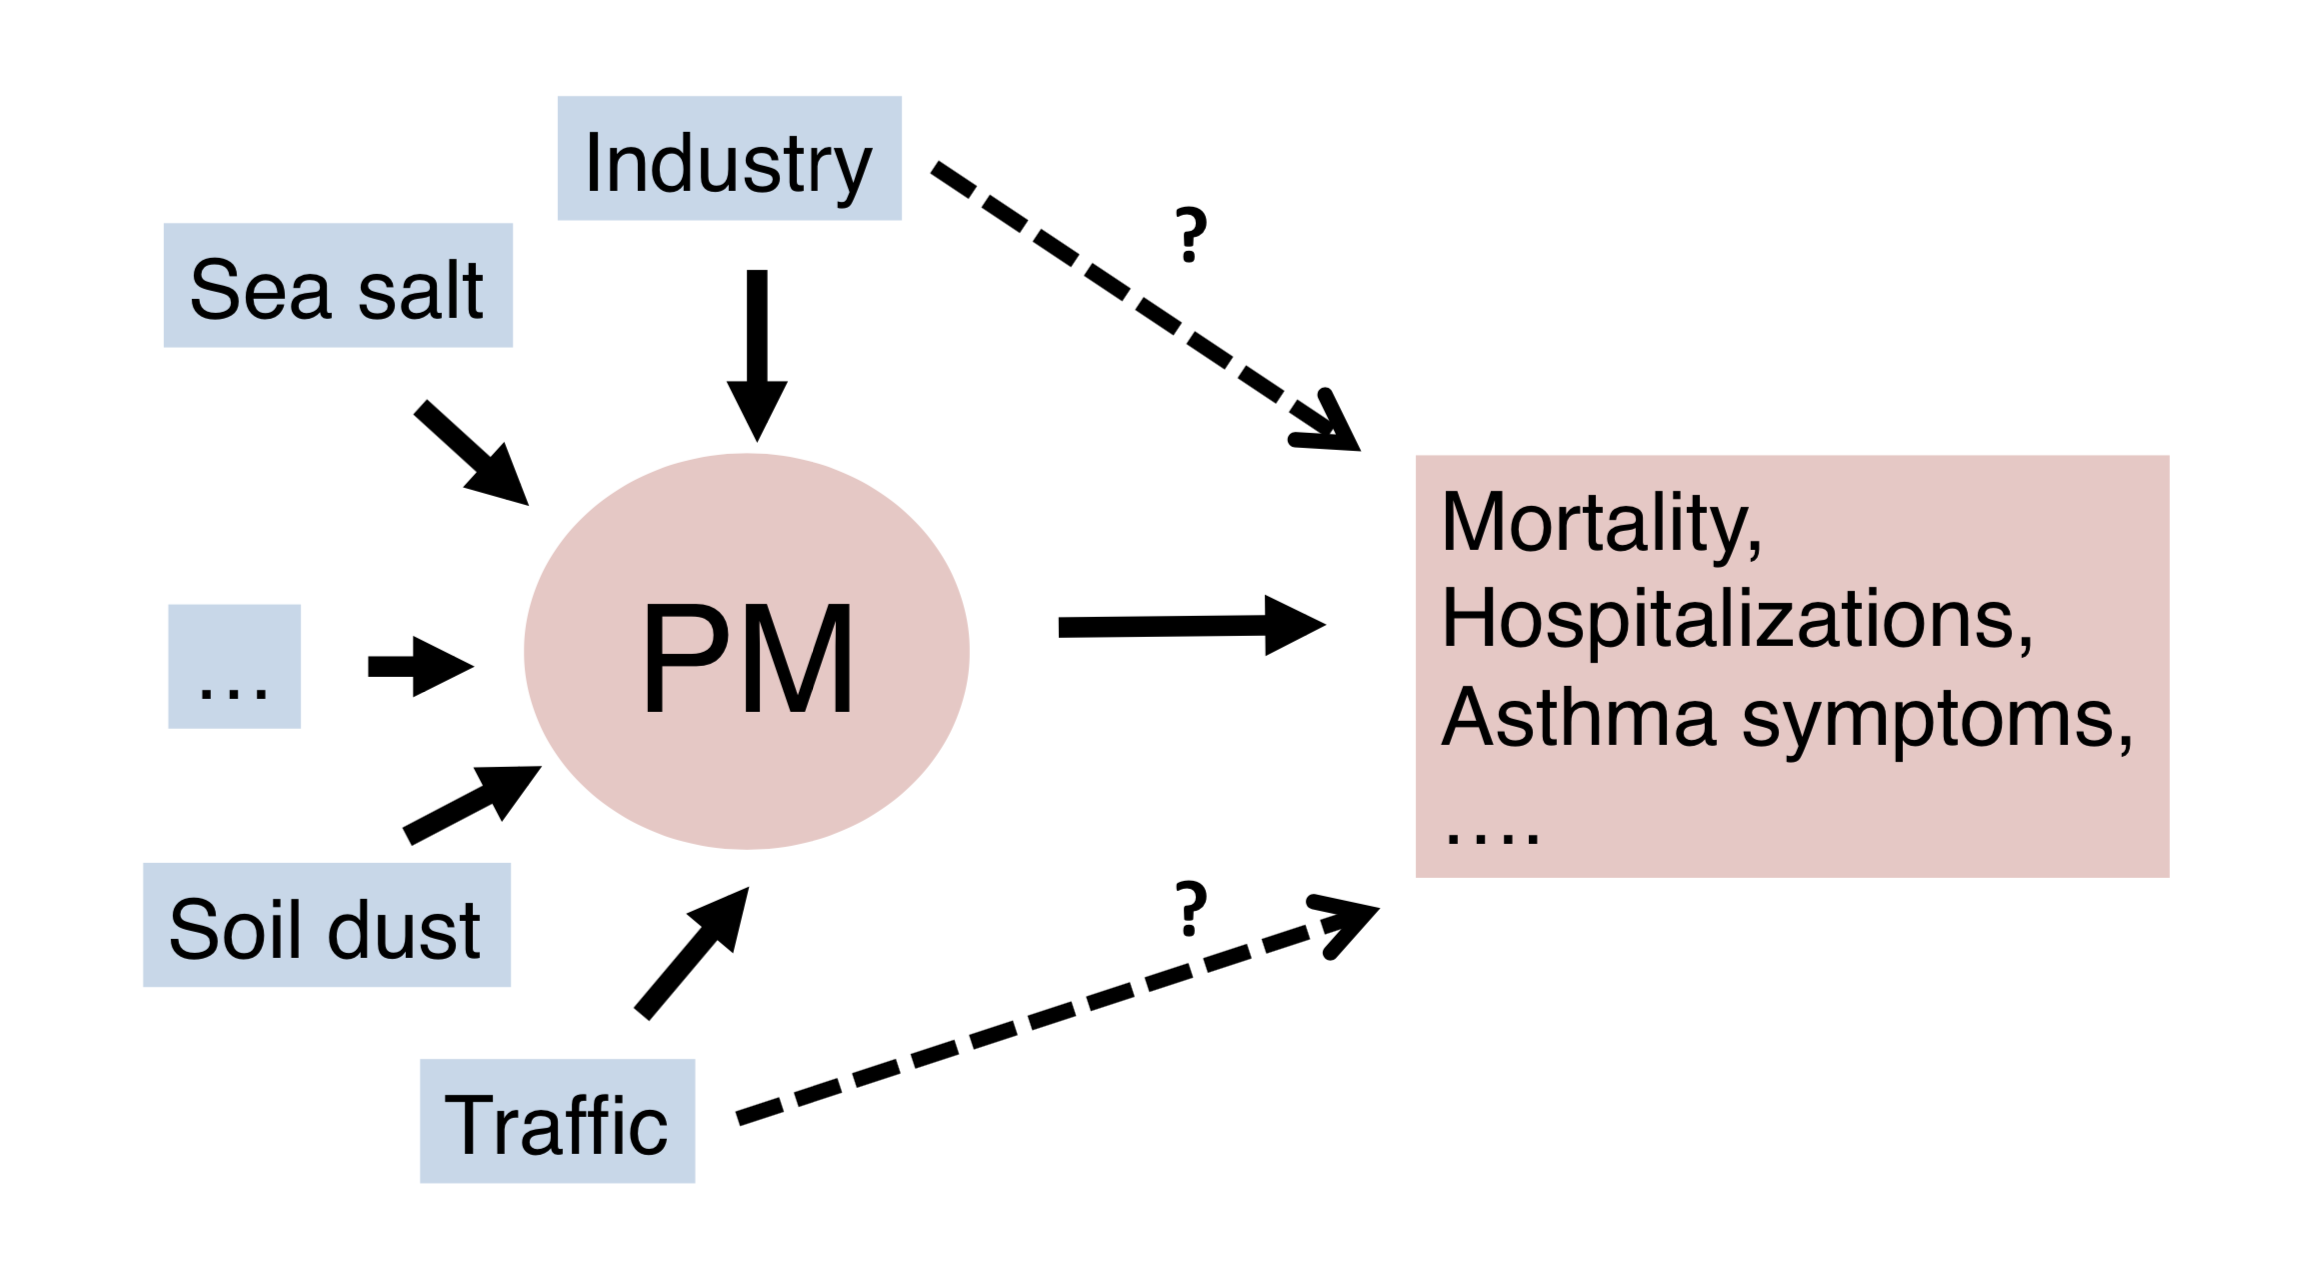 Industry
?
Sea salt
Mortality,
Hospitalizations,
Asthma symptoms,
....
PM
...
Soil dust
?
Traffic